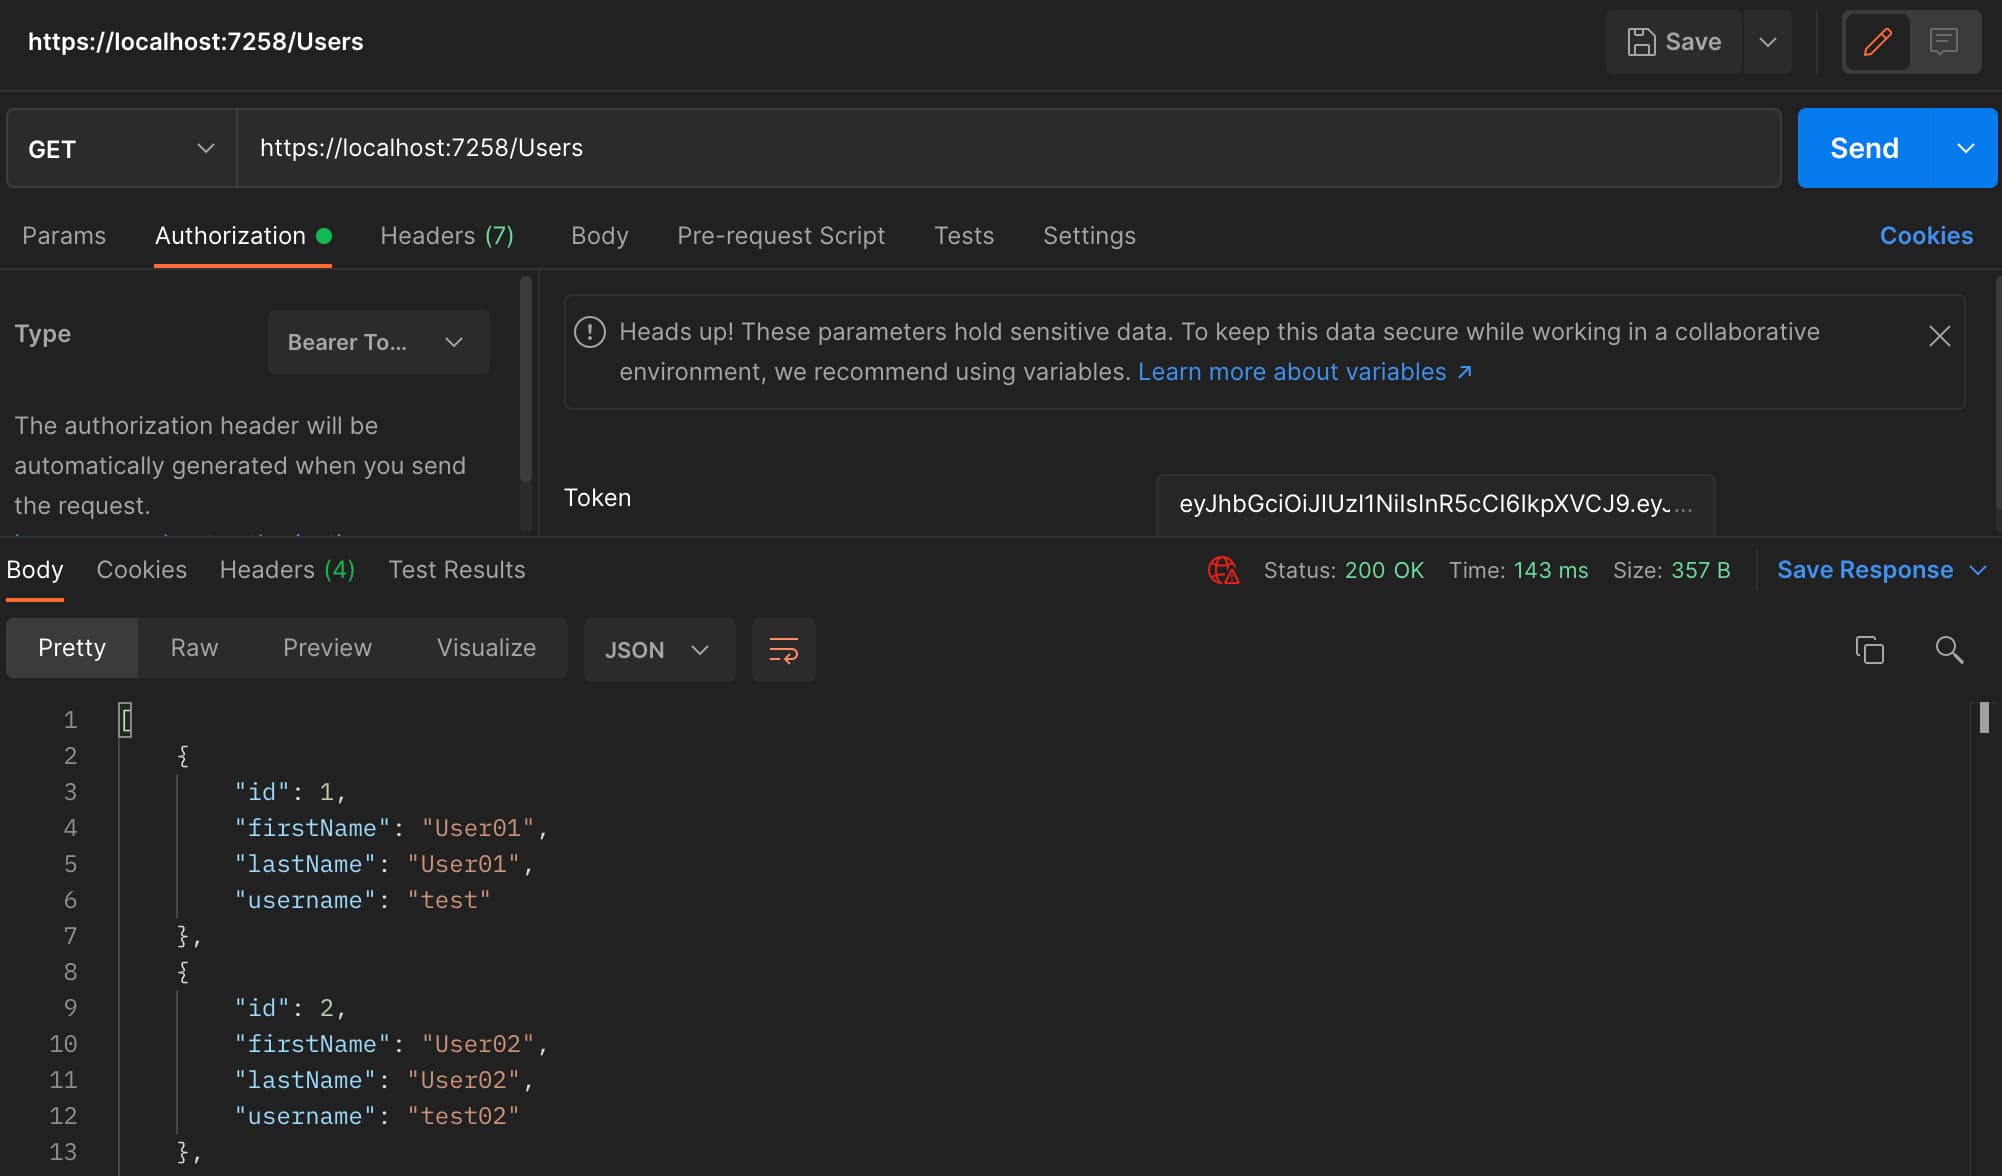 https://localhost:7258/Users
Save
GET
https://localhost:7258/Users
Send
Params Authorization Headers (7) Body Pre-request Script Tests Settings Cookies
Type
Bearer To...
Heads up! These parameters hold sensitive data. To keep this data secure while working in a collaborative
environment, we recommend using variables. Learn more about variables ↗
The authorization header will be
automatically generated when you send
the request.
Token
eyJhbGciOiJIUzI1NiIsInR5cCI6IkpXVCJ9.eyJ...
Body Cookies Headers (4) Test Results
Status: 200 OK Time: 143 ms Size: 357 B Save Response
Pretty Raw Preview Visualize JSON
1 [
2 {
3 "id": 1,
4 "firstName": "User01",
5 "lastName": "User01",
6 "username": "test"
7 },
8 {
9 "id": 2,
10 "firstName": "User02",
11 "lastName": "User02",
12 "username": "test02"
13 },